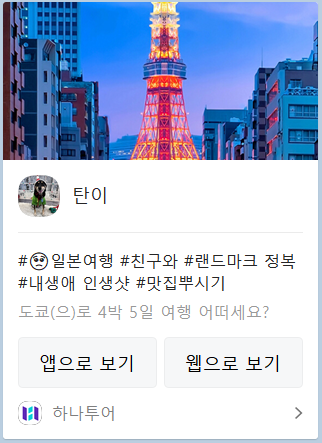 탄이
#🥹일본여행 #친구와 #랜드마크 정복
#내생애 인생샷 #맛집뿌시기
도쿄(으)로 4박 5일 여행 어떠세요?
앱으로 보기 웹으로 보기
하나투어